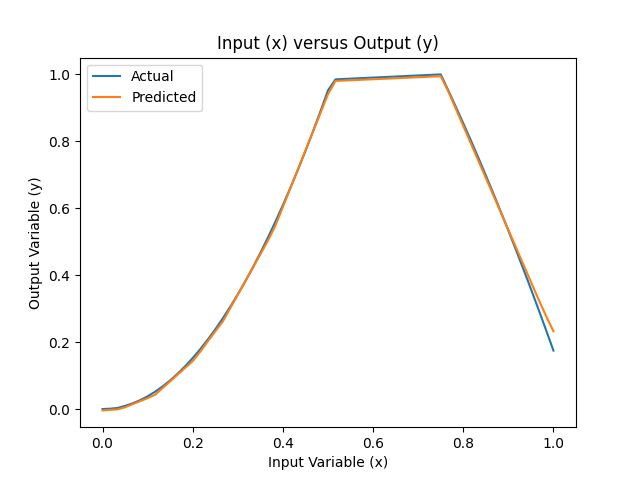 Input (x) versus Output (y)
Actual
Predicted
Output Variable (y)
1.0
0.8
0.6
0.4
0.2
0.0
0.0 0.2 0.4 0.6 0.8 1.0
Input Variable (x)